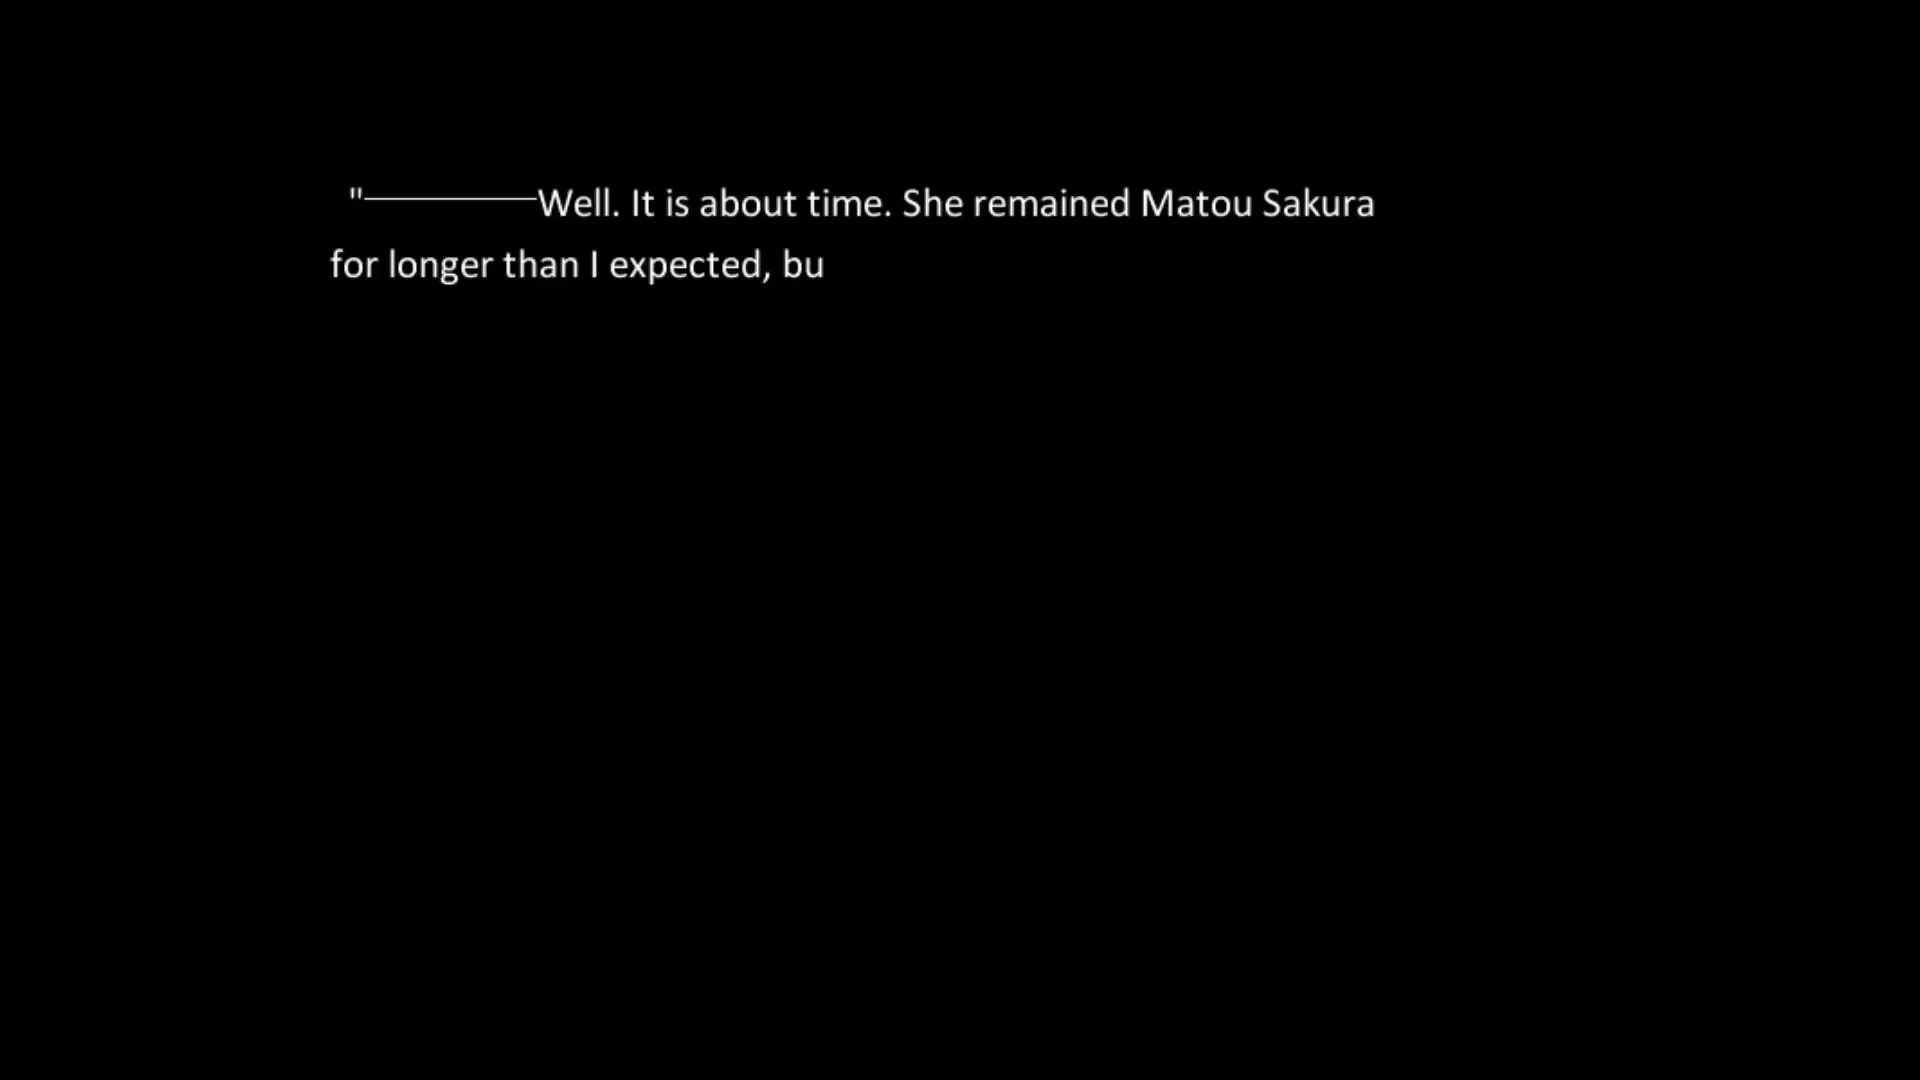 "―――――Well. It is about time. She remained Matou Sakura
for longer than I expected, bu